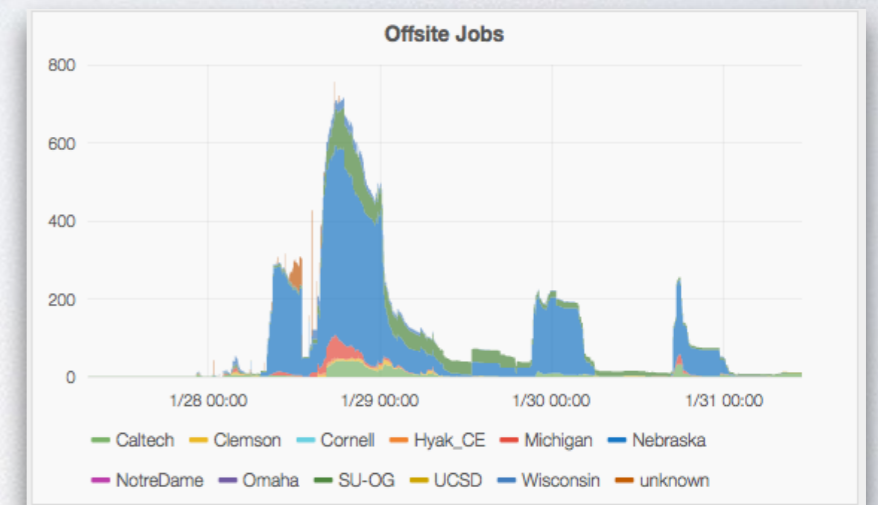 Offsite Jobs
800
600
400
200
0
1/28 00:00 1/29 00:00 1/30 00:00 1/31 00:00
Caltech Clemson Cornell Hyak_CE Michigan Nebraska
NotreDame Omaha SU-OG UCSD Wisconsin unknown